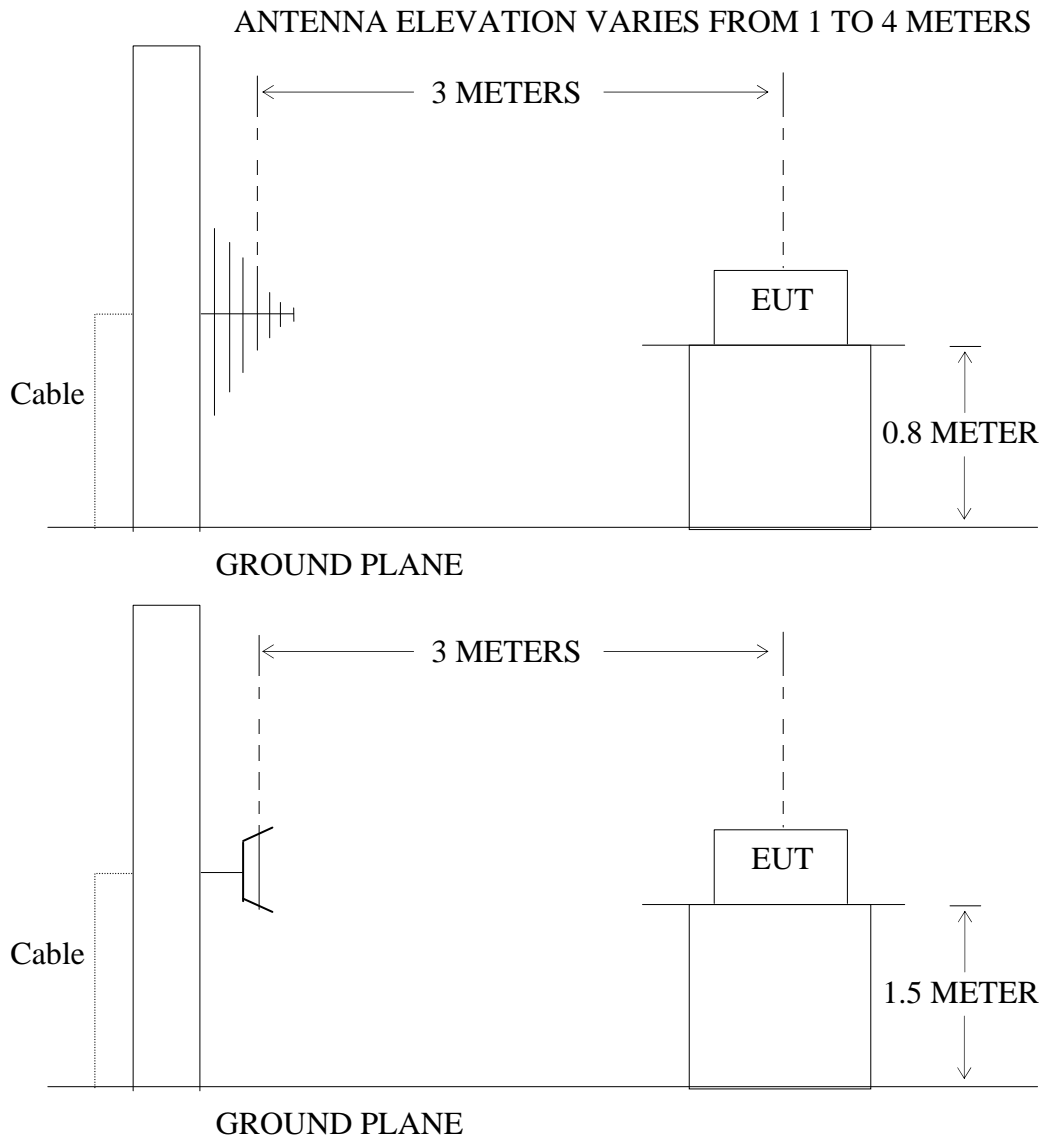 ANTENNA ELEVATION VARIES FROM 1 TO 4 METERS
3 METERS
EUT
Cable
0.8 METER
GROUND PLANE
3 METERS
EUT
Cable
1.5 METER
GROUND PLANE